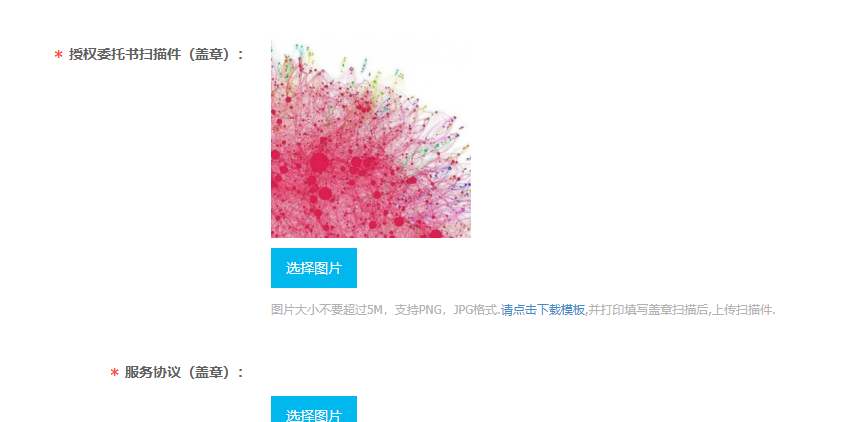 * 授权委托书扫描件（盖章）：
选择图片
图片大小不要超过5M，支持PNG，JPG格式.请点击下载模板,并打印填写盖章扫描后,上传扫描件.
* 服务协议（盖章）：
选择图片